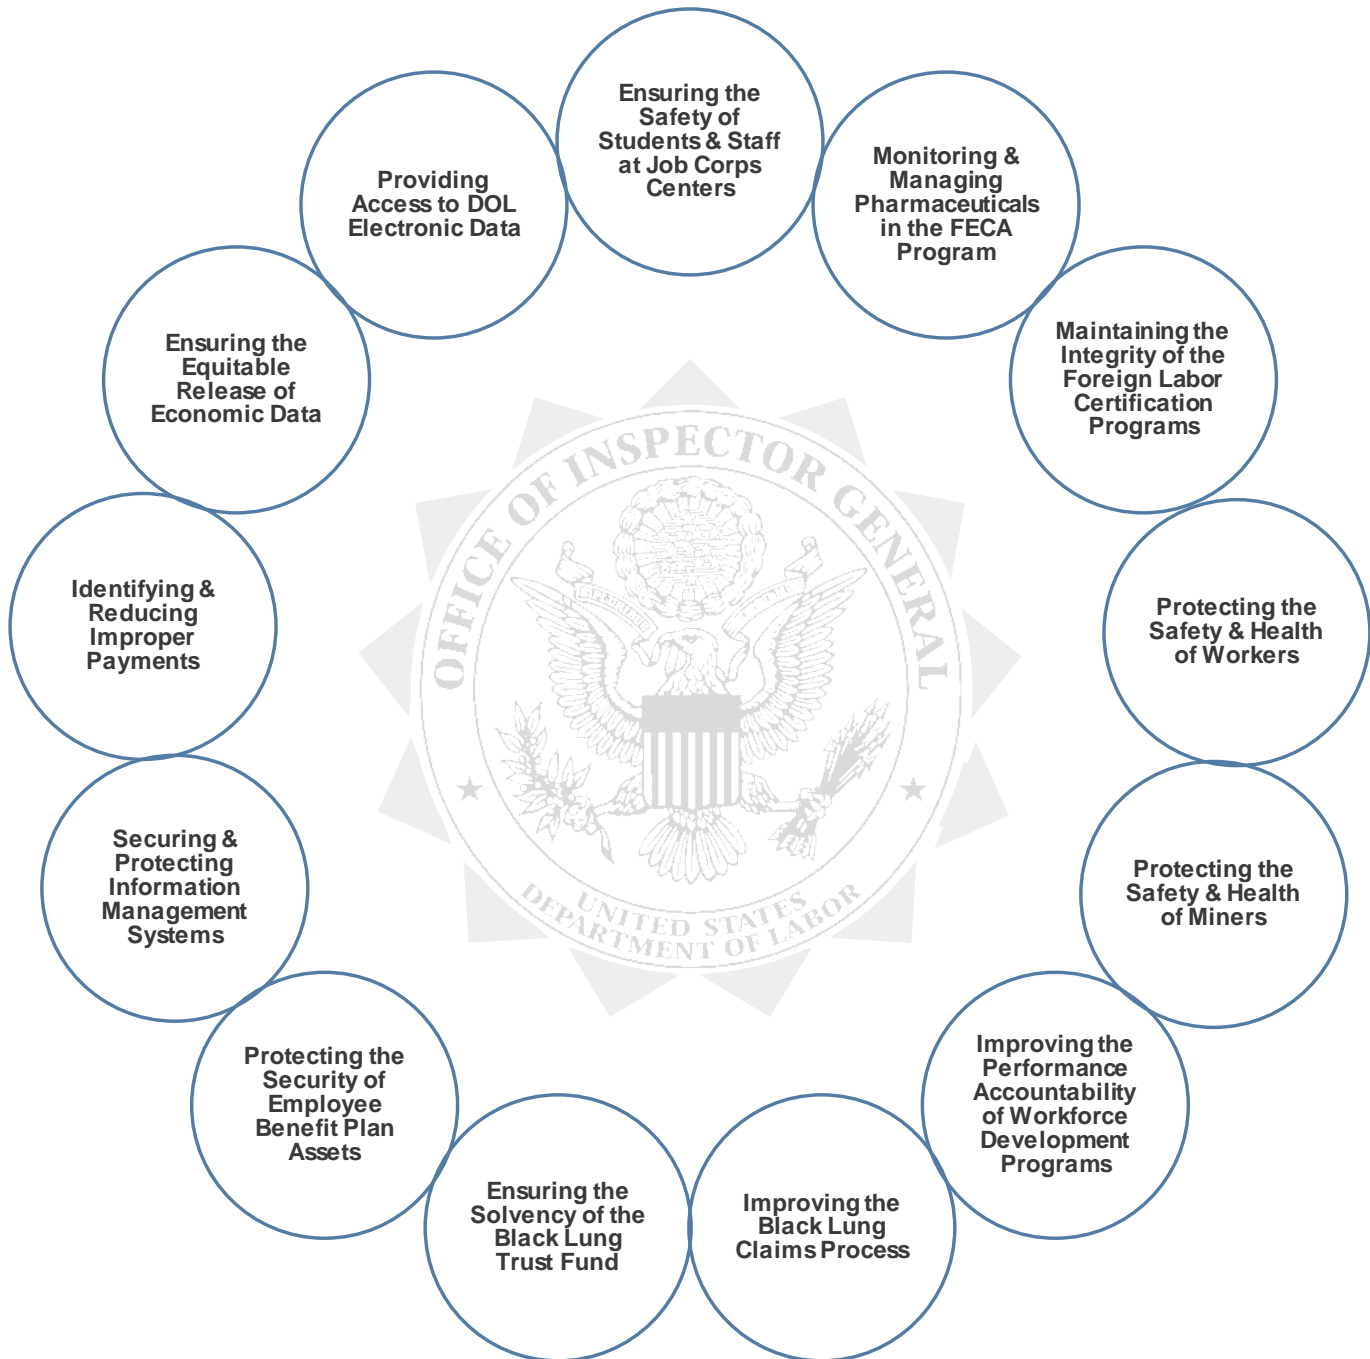 Ensuring the
Safety of
Students & Staff
at Job Corps
Centers
Monitoring &
Managing
Pharmaceuticals
in the FECA
Program
Maintaining the
Integrity of the
Foreign Labor
Certification
Programs
Protecting the
Safety & Health
of Workers
Protecting the
Safety & Health
of Miners
Improving the
Performance
Accountability
of Workforce
Development
Programs
Improving the
Black Lung
Claims Process
Ensuring the
Solvency of the
Black Lung
Trust Fund
Protecting the
Security of
Employee
Benefit Plan
Assets
Securing &
Protecting
Information
Management
Systems
Identifying &
Reducing
Improper
Payments
Ensuring the
Equitable
Release of
Economic Data
Providing
Access to DOL
Electronic Data
OFFICE OF INSPECTOR GENERAL
UNITED STATES
DEPARTMENT OF LABOR